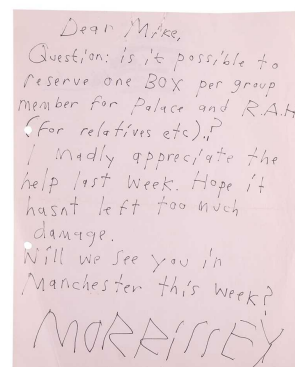 Dear Mike,
Question: is it possible to
reserve one BOX per group
member for Palace and R.A.H
(for relatives etc).?
I madly appreciate the
help last week. Hope it
hasnt left too much
damage.
Will we see you in
Manchester this week?
MORRISSEY